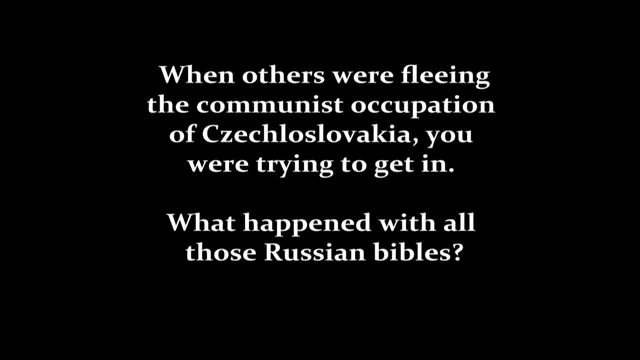 When others were fleeing
the communist occupation
of Czechloslovakia, you
were trying to get in.
What happened with all
those Russian bibles?